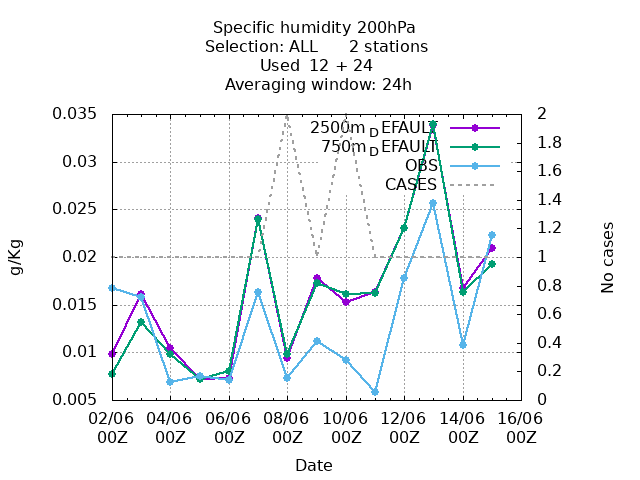 Specific humidity 200hPa
Selection: ALL 2 stations
Used 12 + 24
Averaging window: 24h
0.035
0.03
0.025
0.02
0.015
0.01
0.005
g/Kg
2500m_DEFAULT
750m_DEFAULT
OBS
CASES
2
1.8
1.6
1.4
1.2
1
0.8
0.6
0.4
0.2
0
No cases
02/06 04/06 06/06 08/06 10/06 12/06 14/06 16/06
00Z 00Z 00Z 00Z 00Z 00Z 00Z 00Z
Date